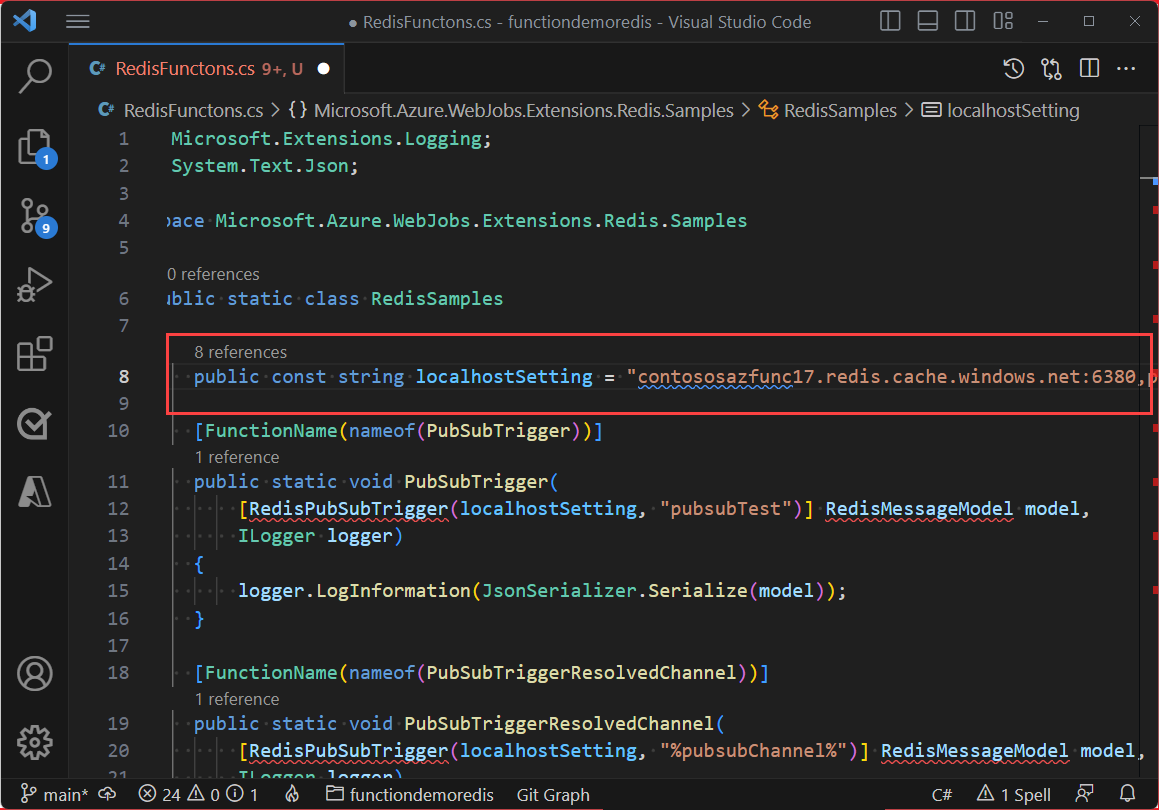 ● RedisFunctons.cs - functiondemoredis - Visual Studio Code
C# RedisFunctons.cs 9+, U ●
C# RedisFunctons.cs > {} Microsoft.Azure.WebJobs.Extensions.Redis.Samples > RedisSamples > localhostSetting
1 Microsoft.Extensions.Logging;
2 System.Text.Json;
3
4 pace Microsoft.Azure.WebJobs.Extensions.Redis.Samples
5
0 references
6 ublic static class RedisSamples
7
8 references
8 public const string localhostSetting = "contososazfunc17.redis.cache.windows.net:6380,p
9
10 [FunctionName(nameof(PubSubTrigger))]
1 reference
11 public static void PubSubTrigger(
12 [RedisPubSubTrigger(localhostSetting, "pubsubTest")] RedisMessageModel model,
13 ILogger logger)
14 {
15 logger.LogInformation(JsonSerializer.Serialize(model));
16 }
17
18 [FunctionName(nameof(PubSubTriggerResolvedChannel))]
1 reference
19 public static void PubSubTriggerResolvedChannel(
20 [RedisPubSubTrigger(localhostSetting, "%pubsubChannel%")] RedisMessageModel model,
21 ILogger logger)
1
9
main* 24 0 1 functiondemoredis Git Graph C# 1 Spell